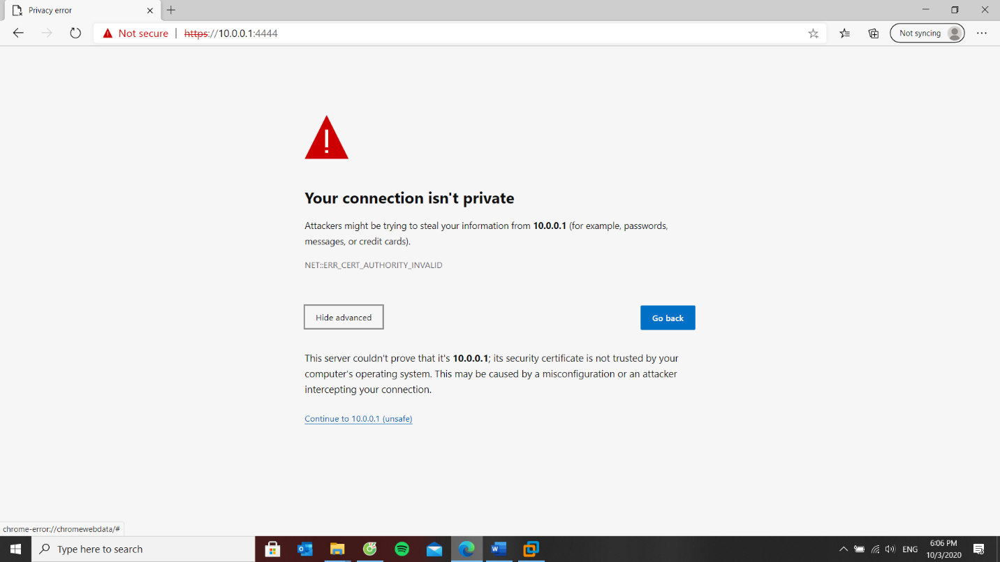 Privacy error
Not secure | https://10.0.0.1:4444
Not syncing
Your connection isn't private
Attackers might be trying to steal your information from 10.0.0.1 (for example, passwords,
messages, or credit cards).
NET::ERR_CERT_AUTHORITY_INVALID
Hide advanced
Go back
This server couldn't prove that it's 10.0.0.1; its security certificate is not trusted by your
computer's operating system. This may be caused by a misconfiguration or an attacker
intercepting your connection.
Continue to 10.0.0.1 (unsafe)
chrome-error://chromewebdata/#
Type here to search
ENG
6:06 PM
10/3/2020